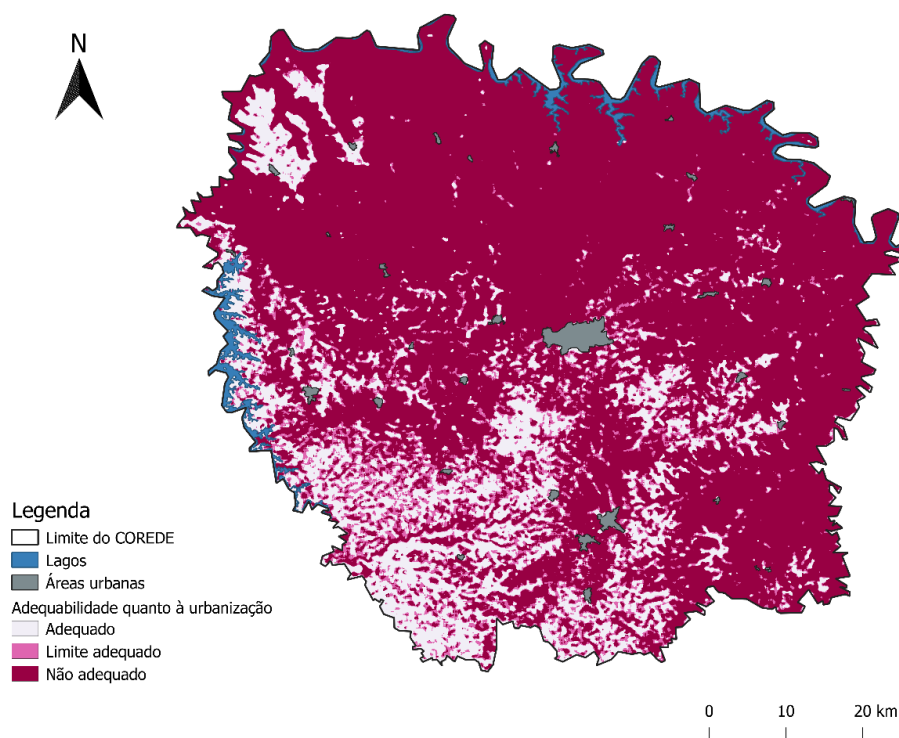 N
Legenda
Limite do COREDE
Lagos
Áreas urbanas
Adequabilidade quanto à urbanização
Adequado
Limite adequado
Não adequado
0 10 20 km